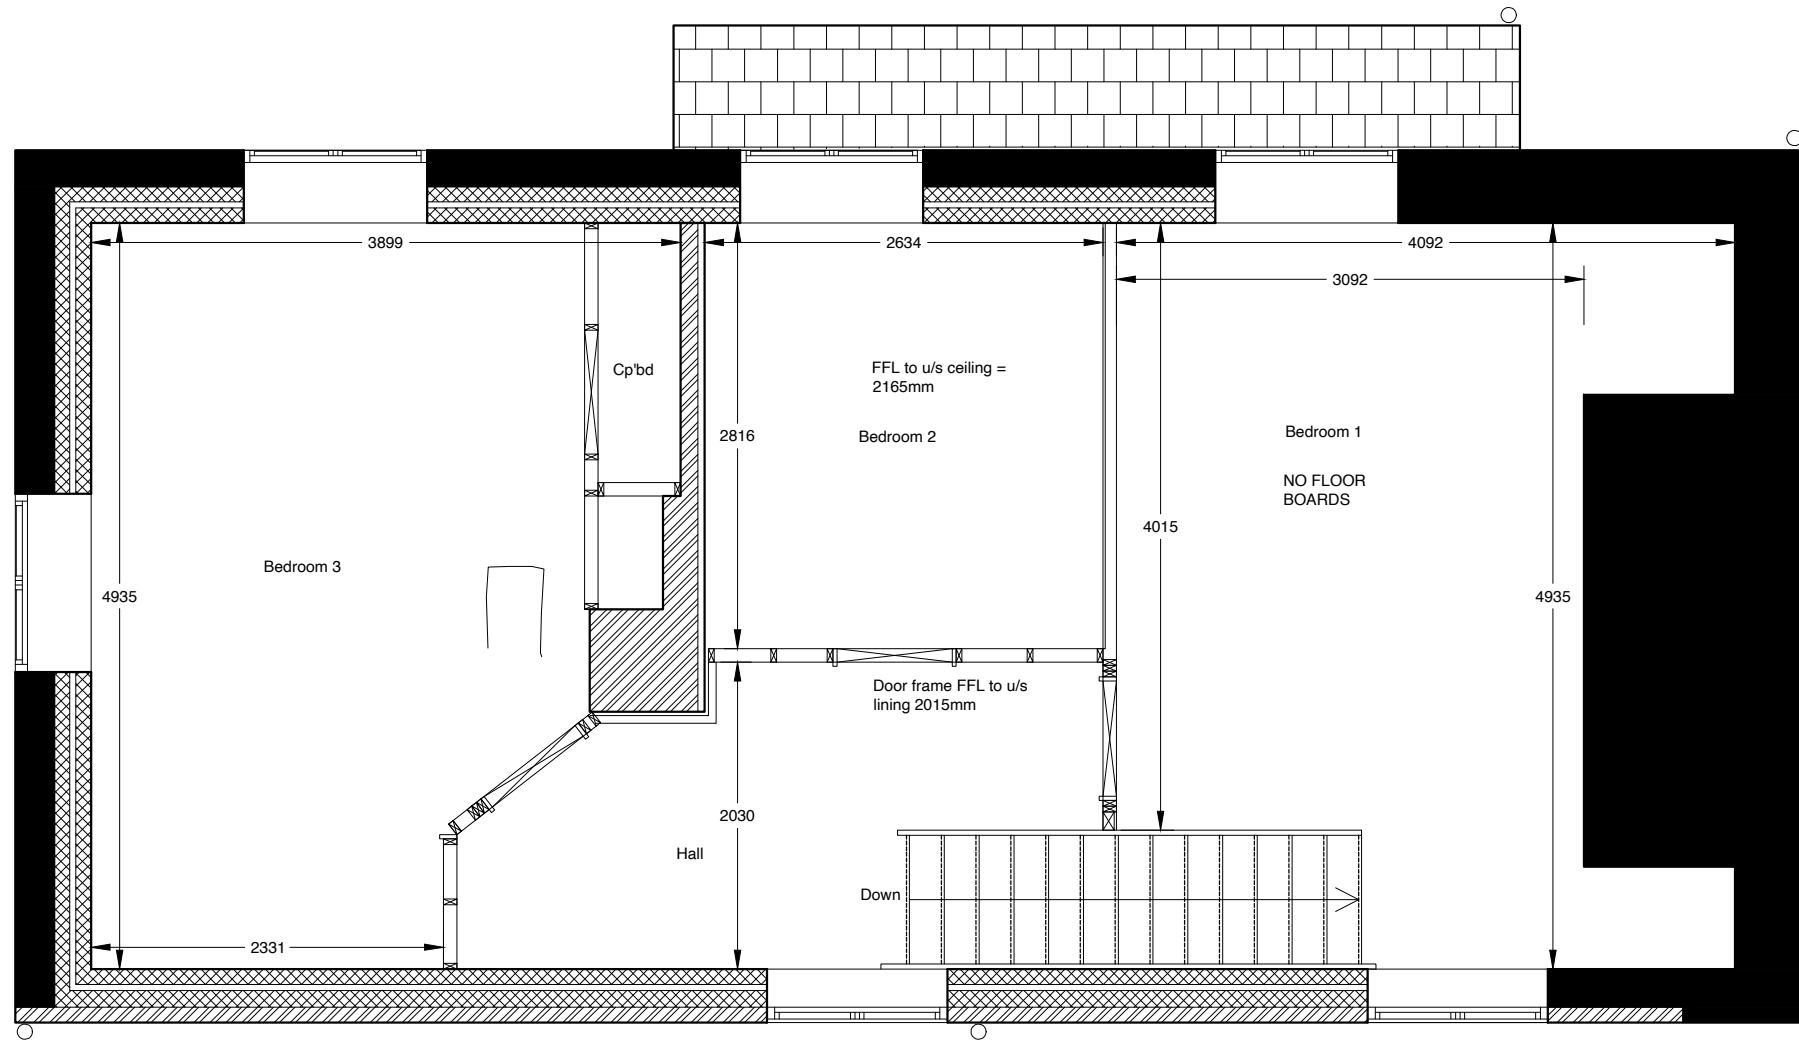 3899
2634
4092
3092
Cp'bd
FFL to u/s ceiling =
2165mm
2816
Bedroom 2
Bedroom 1
NO FLOOR
BOARDS
4015
Bedroom 3
4935
4935
Door frame FFL to u/s
lining 2015mm
2030
Hall
Down
2331